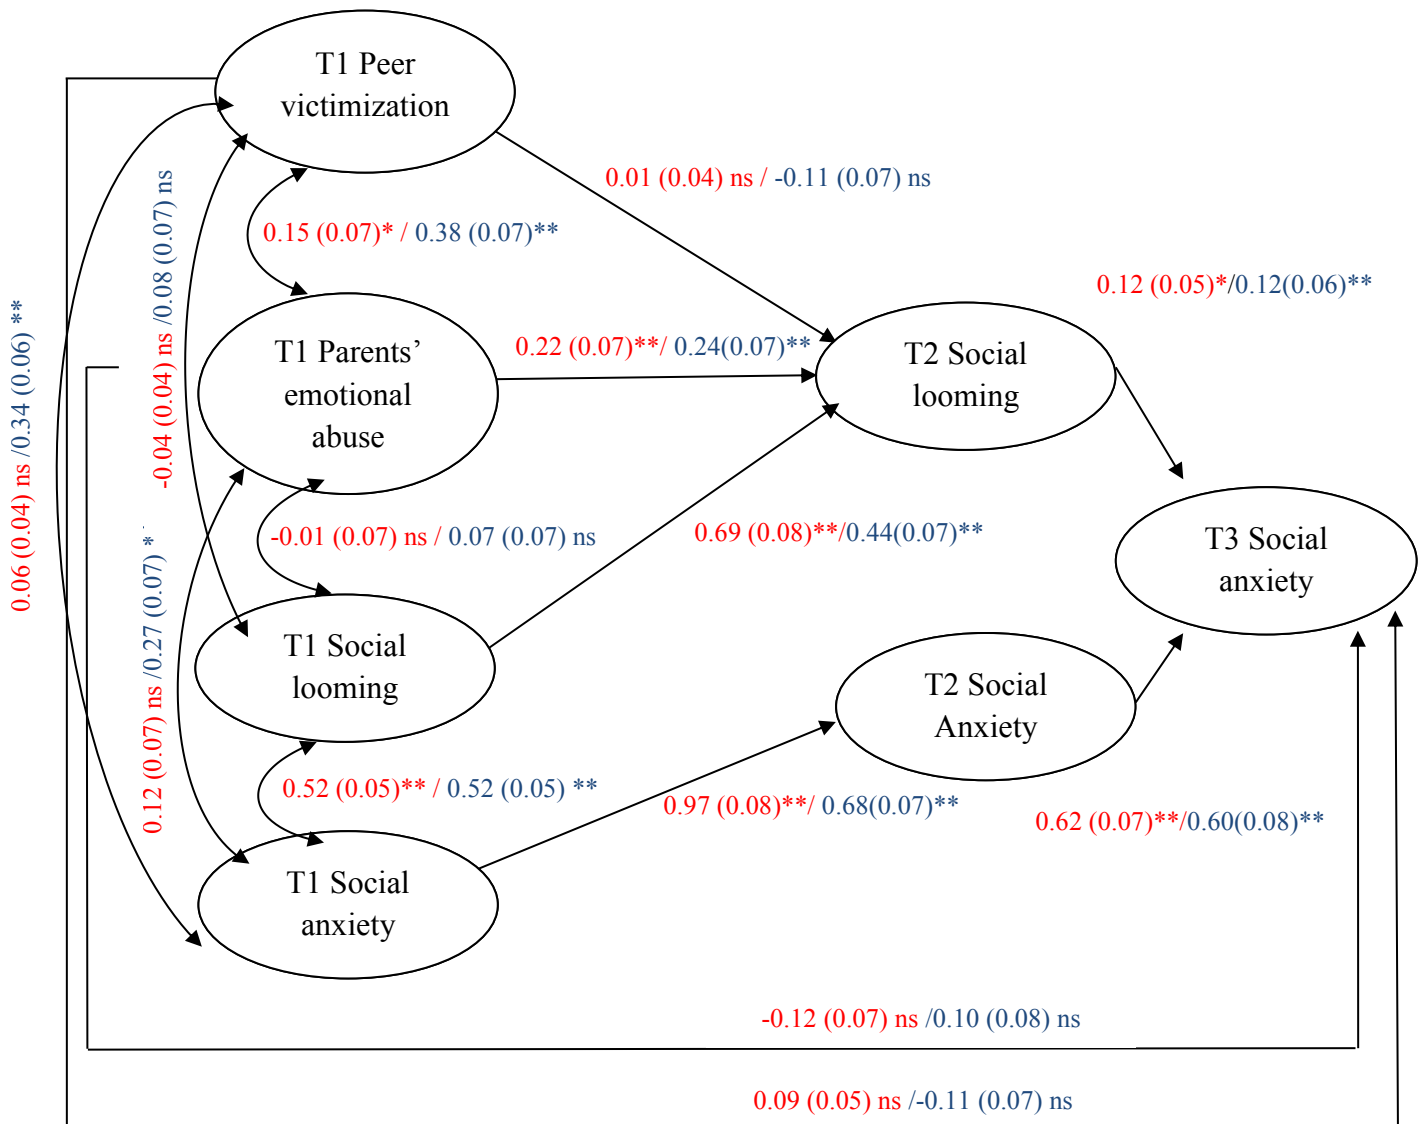 T1 Peer
victimization
0.01 (0.04) ns / -0.11 (0.07) ns
0.15 (0.07)* / 0.38 (0.07)**
0.12 (0.05)*/0.12(0.06)**
0.06 (0.04) ns /0.34 (0.06) **
-0.04 (0.04) ns /0.08 (0.07) ns
T1 Parents’
emotional
abuse
0.22 (0.07)**/ 0.24(0.07)**
T2 Social
looming
-0.01 (0.07) ns / 0.07 (0.07) ns
0.69 (0.08)**/0.44(0.07)**
T3 Social
anxiety
0.12 (0.07) ns /0.27 (0.07) *
T1 Social
looming
T2 Social
Anxiety
0.52 (0.05)** / 0.52 (0.05) **
0.97 (0.08)**/ 0.68(0.07)**
0.62 (0.07)**/0.60(0.08)**
T1 Social
anxiety
-0.12 (0.07) ns /0.10 (0.08) ns
0.09 (0.05) ns /-0.11 (0.07) ns